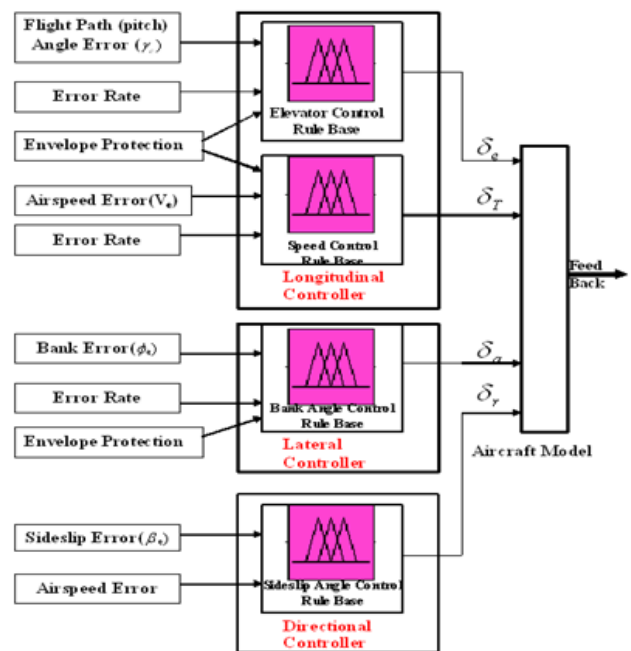 Flight Path (pitch)
Angle Error (γₑ)
Error Rate
Envelope Protection
Airspeed Error(Vₑ)
Error Rate
Elevator Control
Rule Base
Speed Control
Rule Base
Longitudinal
Controller
Bank Error(ϕₑ)
Error Rate
Envelope Protection
Bank Angle Control
Rule Base
Lateral
Controller
Sideslip Error(βₑ)
Airspeed Error
Sideslip Angle Control
Rule Base
Directional
Controller
δₑ
δ_T
δₐ
δᵣ
Feed
Back
Aircraft Model